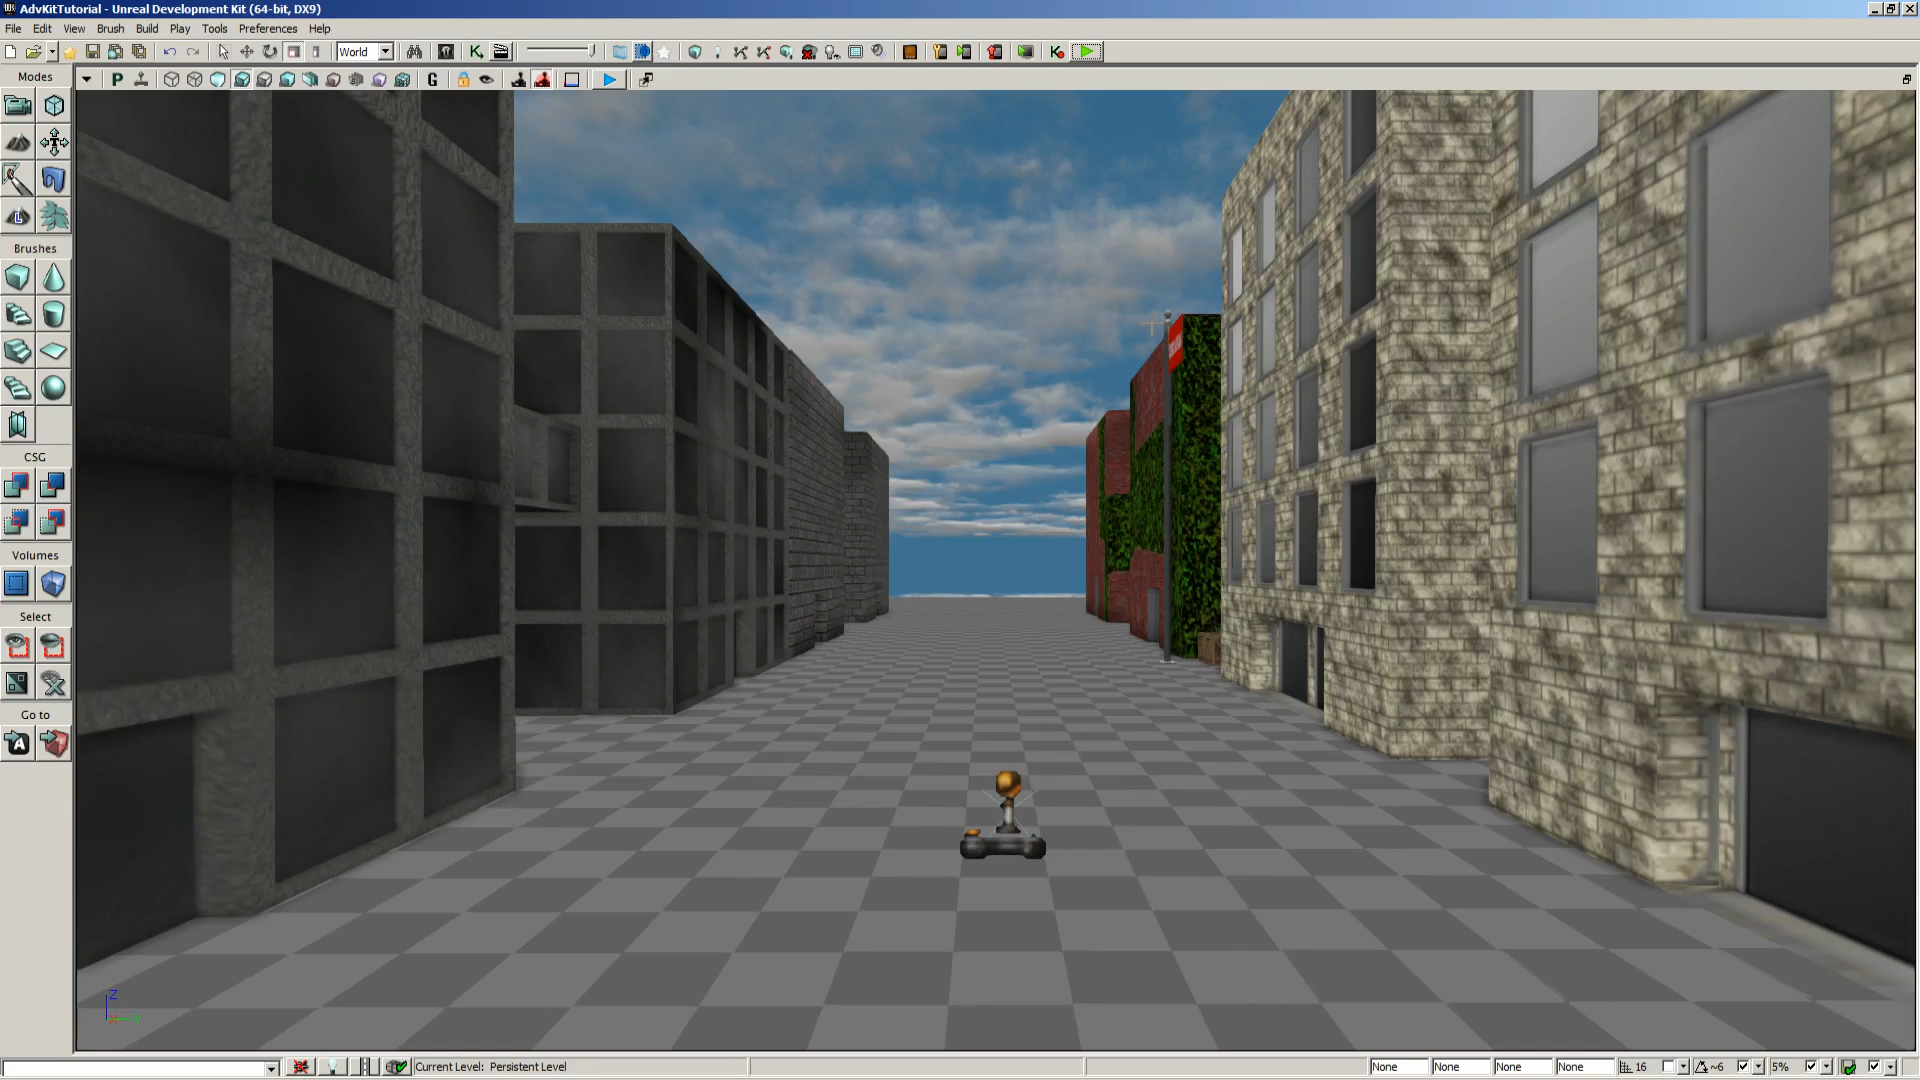 AdvKitTutorial - Unreal Development Kit (64-bit, DX9)
File Edit View Brush Build Play Tools Preferences Help
World
Modes
P
G
L
Brushes
CSG
Volumes
Select
Go to
A
Z
Y
Current Level: Persistent Level
None None None None 16 ~6 5%